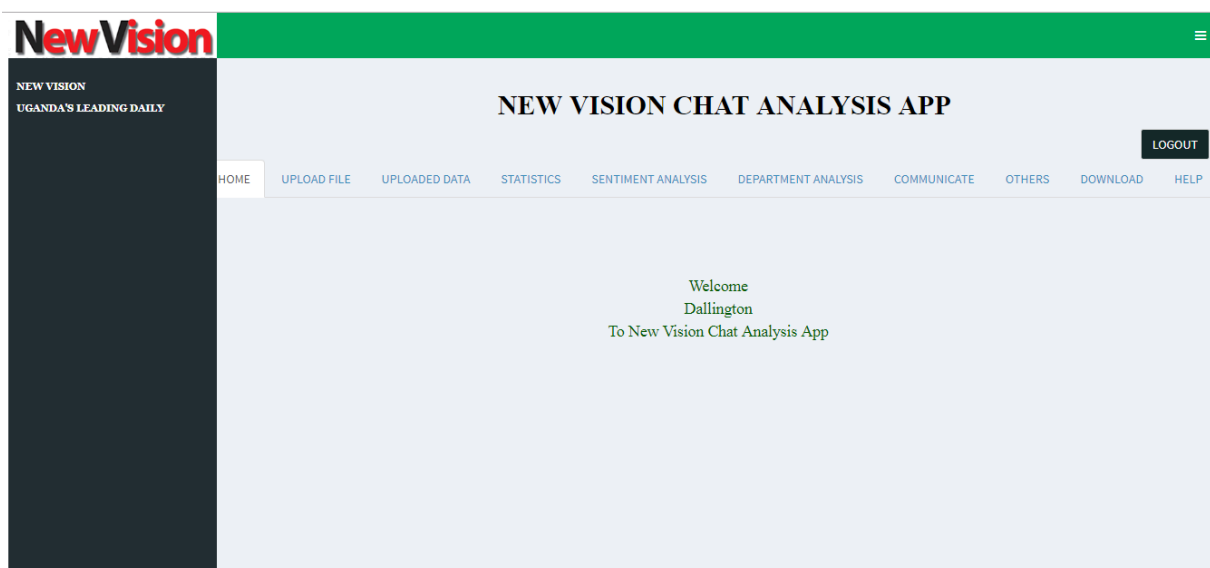 NewVision
NEW VISION
UGANDA'S LEADING DAILY
NEW VISION CHAT ANALYSIS APP
LOGOUT
HOME UPLOAD FILE UPLOADED DATA STATISTICS SENTIMENT ANALYSIS DEPARTMENT ANALYSIS COMMUNICATE OTHERS DOWNLOAD HELP
Welcome
Dallington
To New Vision Chat Analysis App